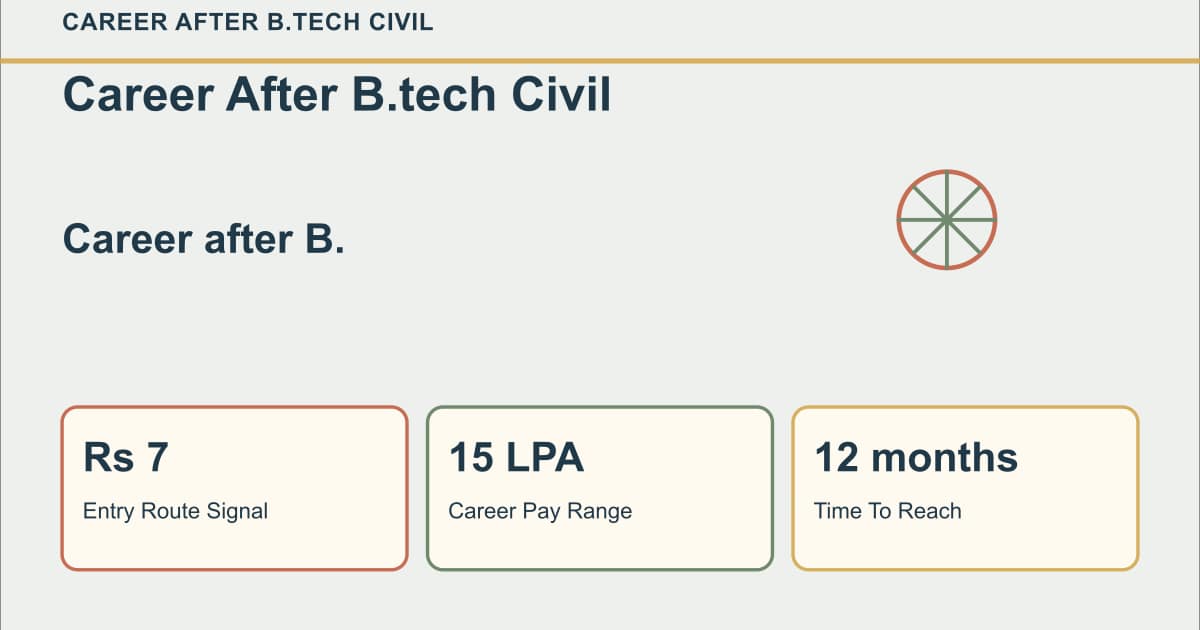 CAREER AFTER B.TECH CIVIL
Career After B.tech Civil
Career after B.
Rs 7
Entry Route Signal
15 LPA
Career Pay Range
12 months
Time To Reach